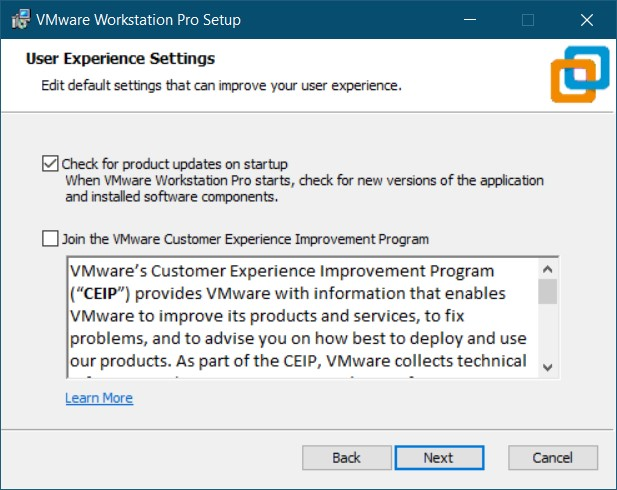 VMware Workstation Pro Setup
User Experience Settings
Edit default settings that can improve your user experience.
Check for product updates on startup
When VMware Workstation Pro starts, check for new versions of the application
and installed software components.
Join the VMware Customer Experience Improvement Program
VMware's Customer Experience Improvement Program
("CEIP") provides VMware with information that enables
VMware to improve its products and services, to fix
problems, and to advise you on how best to deploy and use
our products. As part of the CEIP, VMware collects technical
Learn More
Back
Next
Cancel